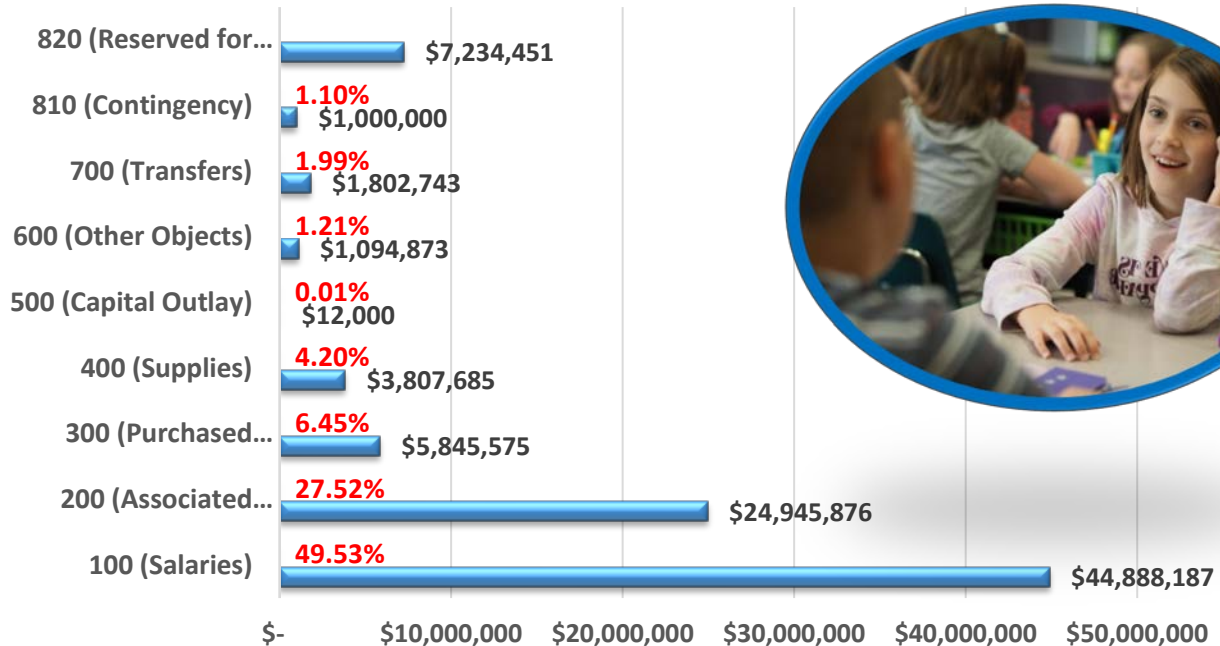 820 (Reserved for...
$7,234,451
810 (Contingency)
1.10%
$1,000,000
700 (Transfers)
1.99%
$1,802,743
600 (Other Objects)
1.21%
$1,094,873
500 (Capital Outlay)
0.01%
$12,000
400 (Supplies)
4.20%
$3,807,685
300 (Purchased...
6.45%
$5,845,575
200 (Associated...
27.52%
$24,945,876
100 (Salaries)
49.53%
$44,888,187
$- $10,000,000 $20,000,000 $30,000,000 $40,000,000 $50,000,000